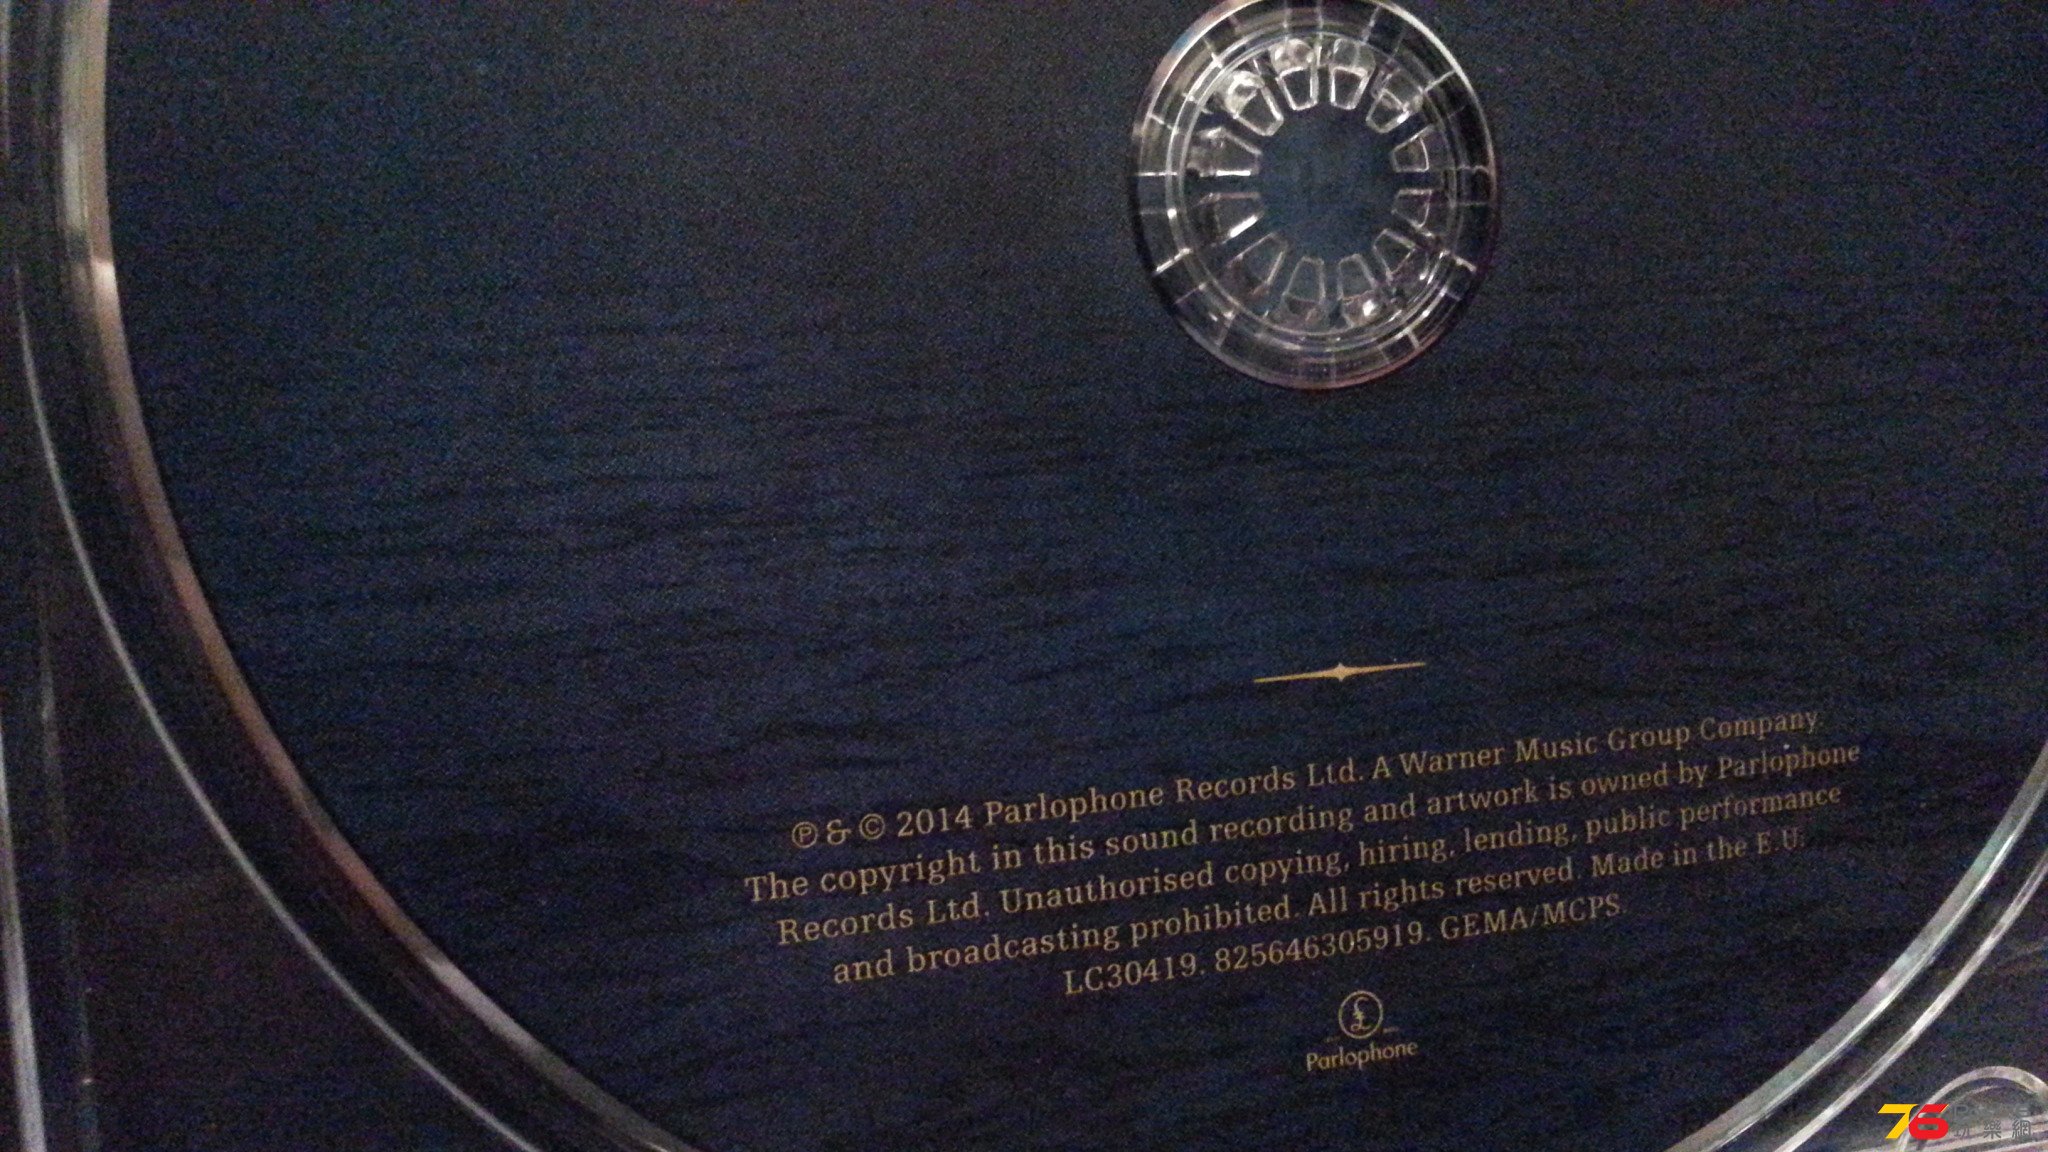 ℗ & © 2014 Parlophone Records Ltd. A Warner Music Group Company.
The copyright in this sound recording and artwork is owned by Parlophone
Records Ltd. Unauthorised copying, hiring, lending, public performance
and broadcasting prohibited. All rights reserved. Made in the E.U.
LC30419. 825646305919. GEMA/MCPS.
£
Parlophone
76